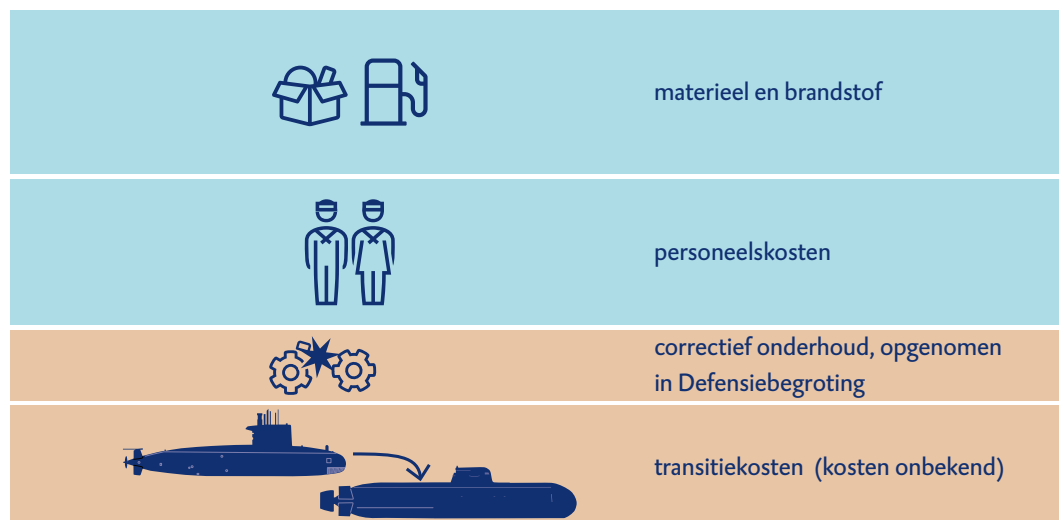 materieel en brandstof
personeelskosten
correctief onderhoud, opgenomen
in Defensiebegroting
transitiekosten (kosten onbekend)